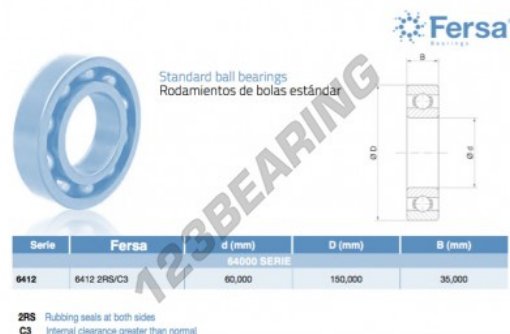 Fersa
Bearings
Standard ball bearings
Rodamientos de bolas estándar
B
Ø D
Ø d
123BEARING
Serie Fersa d (mm) D (mm) B (mm)
64000 SERIE
6412 6412 2RS/C3 60,000 150,000 35,000
2RS Rubbing seals at both sides
C3 Internal clearance greater than normal